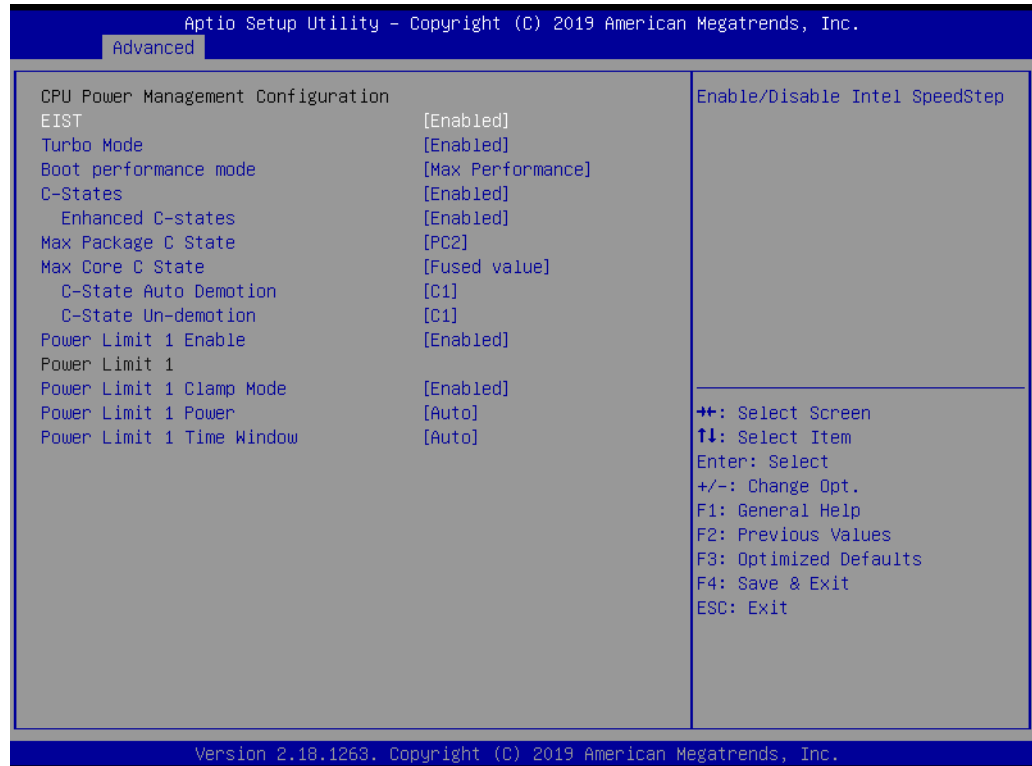 Aptio Setup Utility – Copyright (C) 2019 American Megatrends, Inc.
Advanced
CPU Power Management Configuration
EIST [Enabled]
Turbo Mode [Enabled]
Boot performance mode [Max Performance]
C-States [Enabled]
Enhanced C-states [Enabled]
Max Package C State [PC2]
Max Core C State [Fused value]
C-State Auto Demotion [C1]
C-State Un-demotion [C1]
Power Limit 1 Enable [Enabled]
Power Limit 1
Power Limit 1 Clamp Mode [Enabled]
Power Limit 1 Power [Auto]
Power Limit 1 Time Window [Auto]
Enable/Disable Intel SpeedStep
→←: Select Screen
↑↓: Select Item
Enter: Select
+/-: Change Opt.
F1: General Help
F2: Previous Values
F3: Optimized Defaults
F4: Save & Exit
ESC: Exit
Version 2.18.1263. Copyright (C) 2019 American Megatrends, Inc.